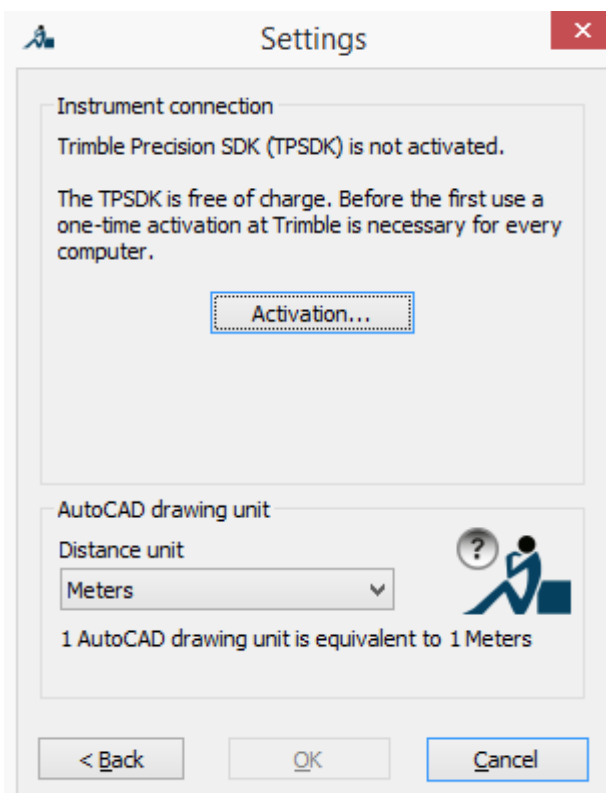 Settings
Instrument connection
Trimble Precision SDK (TPSDK) is not activated.
The TPSDK is free of charge. Before the first use a
one-time activation at Trimble is necessary for every
computer.
Activation...
AutoCAD drawing unit
Distance unit
?
Meters
1 AutoCAD drawing unit is equivalent to 1 Meters
< Back
OK
Cancel